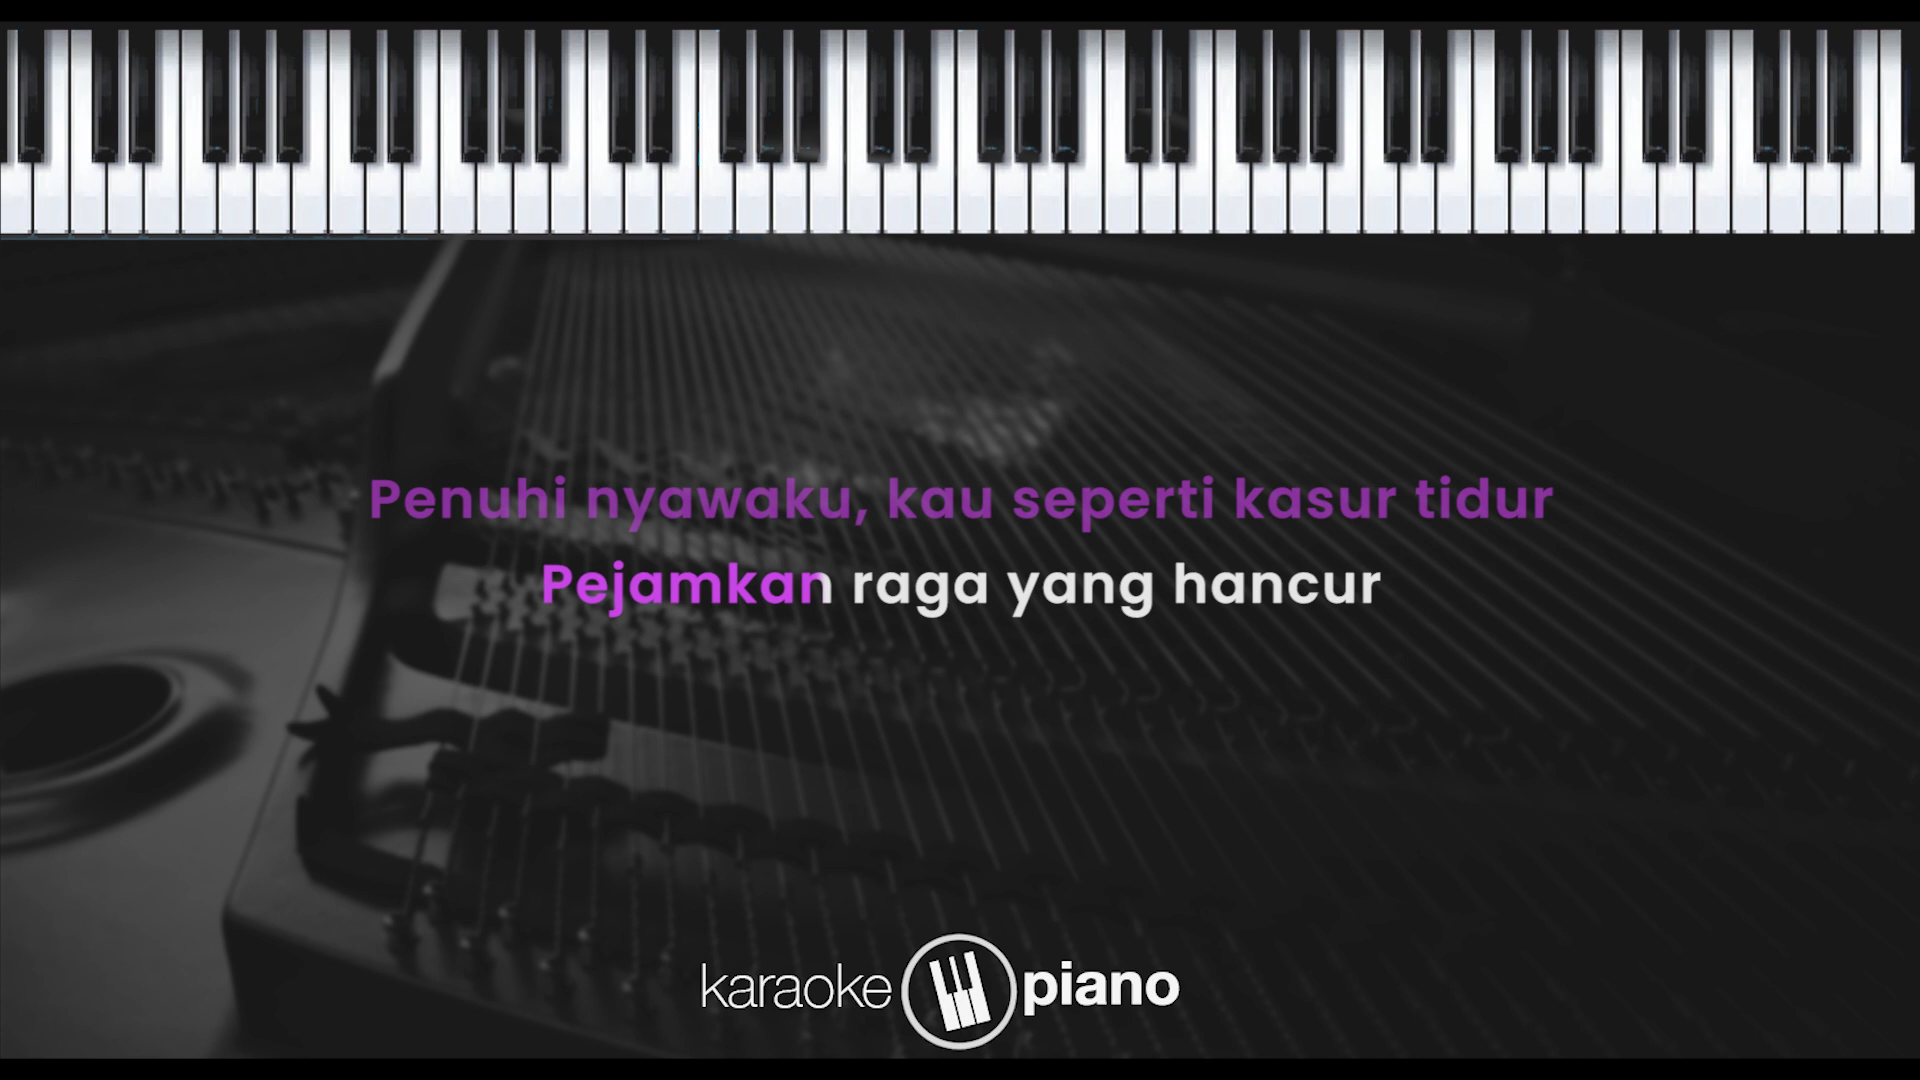 Penuhi nyawaku, kau seperti kasur tidur
Pejamkan raga yang hancur
karaoke piano